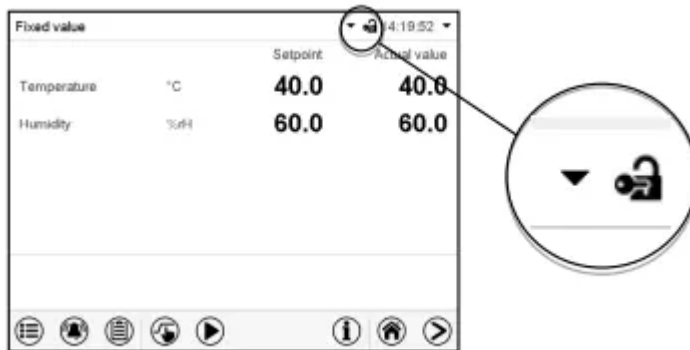 Fixed value 14:19:52
Setpoint Actual value
Temperature °C 40.0 40.0
Humidity %rH 60.0 60.0